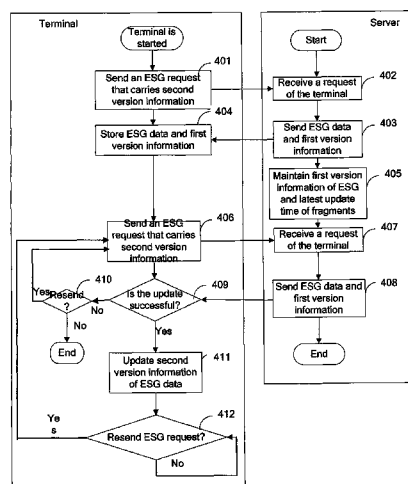 Terminal
Server
Terminal is
started
Start
401
Send an ESG request
that carries second
version information
402
Receive a request
of the terminal
404
Store ESG data and first
version information
403
Send ESG data
and first version
information
405
Maintain first version
information of ESG
and latest update
time of fragments
406
Send an ESG
request that carries
second version
information
407
Receive a request
of the terminal
410
Yes
Resend
?
No
409
Is the update
successful?
No
Yes
408
Send ESG data and
first version
information
End
End
411
Update second
version information
of ESG data
412
Ye
s
Resend ESG request?
No